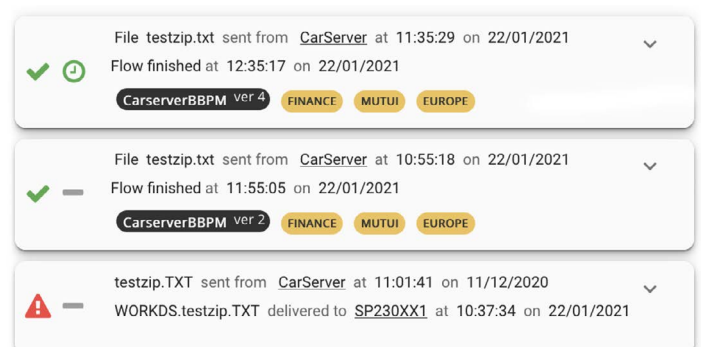 File testzip.txt sent from CarServer at 11:35:29 on 22/01/2021
Flow finished at 12:35:17 on 22/01/2021
CarserverBBPM ver 4 FINANCE MUTUI EUROPE
File testzip.txt sent from CarServer at 10:55:18 on 22/01/2021
Flow finished at 11:55:05 on 22/01/2021
CarserverBBPM ver 2 FINANCE MUTUI EUROPE
testzip.TXT sent from CarServer at 11:01:41 on 11/12/2020
WORKDS.testzip.TXT delivered to SP230XX1 at 10:37:34 on 22/01/2021